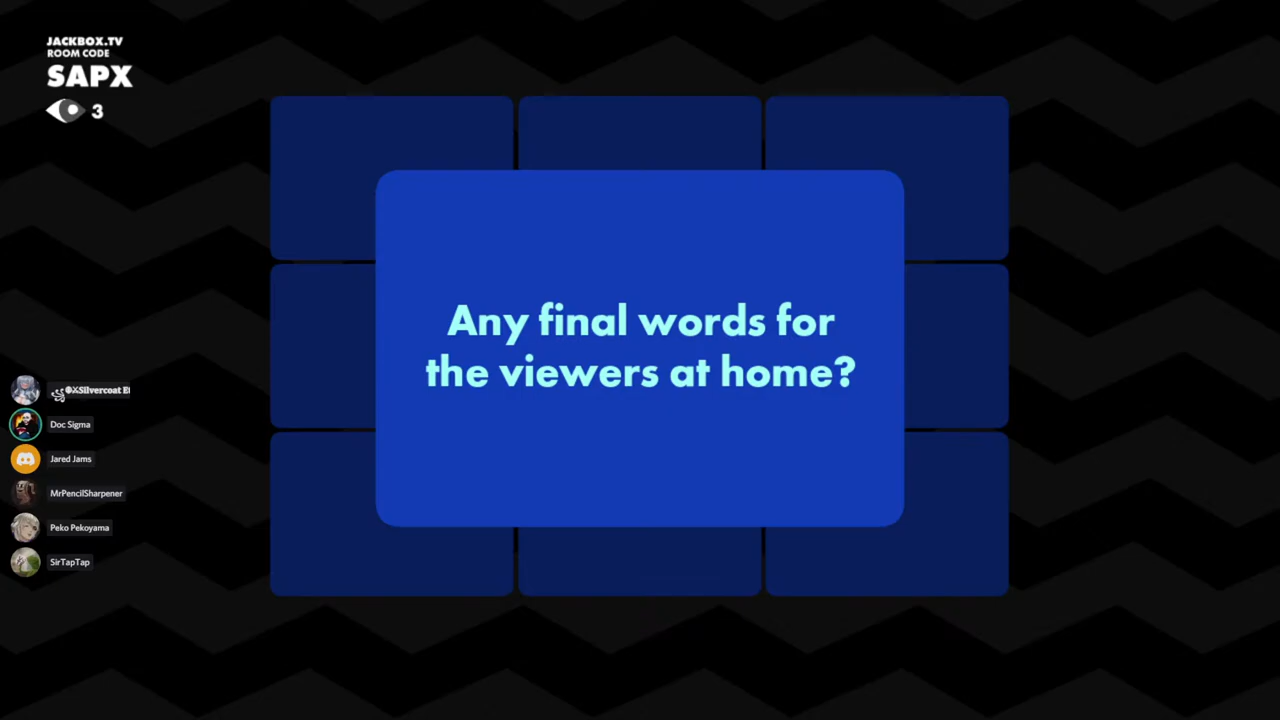 JACKBOX.TV
ROOM CODE
SAPX
3
Any final words for
the viewers at home?
Silvercoat
Doc Sigma
Jared Jams
MrPencilSharpener
Peko Pekoyama
SirTapTap